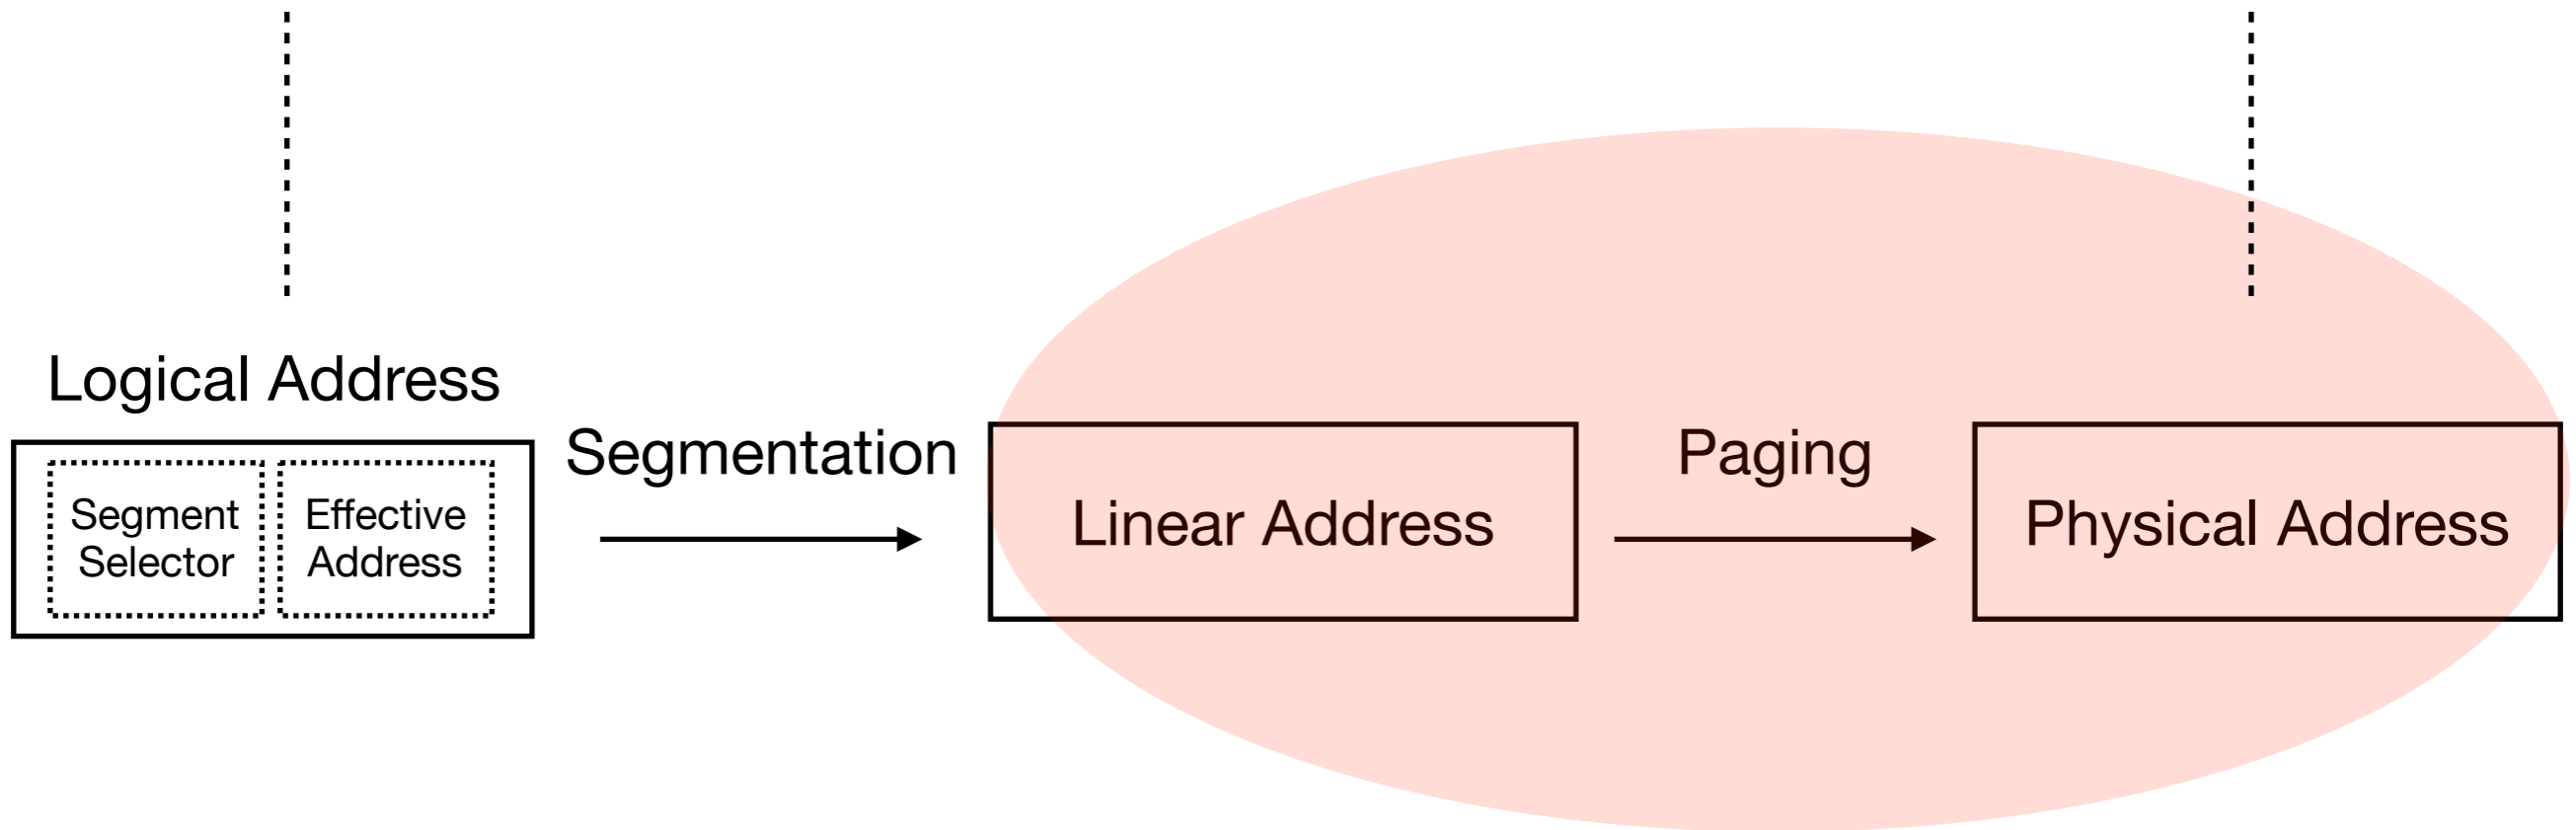 Logical Address
Segment
Selector
Effective
Address
Segmentation
Linear Address
Paging
Physical Address